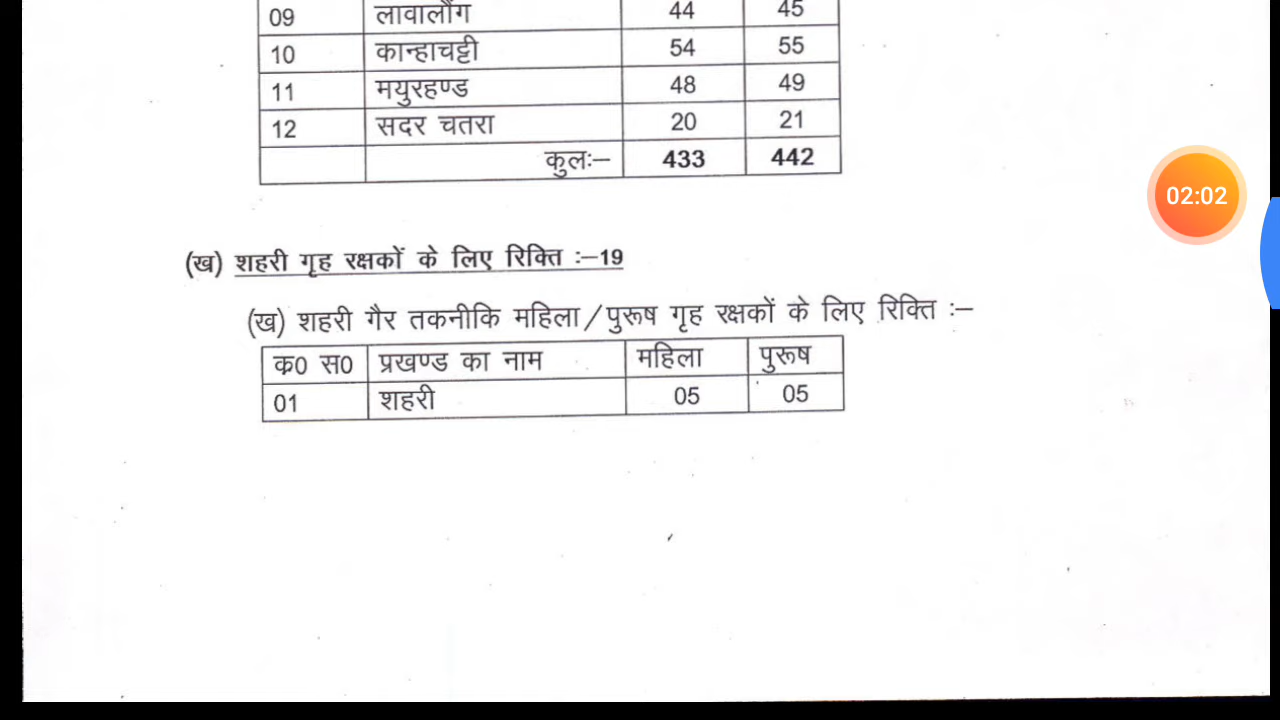 09 लावालौंग 44 45
10 कान्हाचट्टी 54 55
11 मयुरहण्ड 48 49
12 सदर चतरा 20 21
कुलः– 433 442
02:02
(ख) शहरी गृह रक्षकों के लिए रिक्ति :–19
(ख) शहरी गैर तकनीकि महिला/पुरूष गृह रक्षकों के लिए रिक्ति :–
क0 स0 प्रखण्ड का नाम महिला पुरूष
01 शहरी 05 05